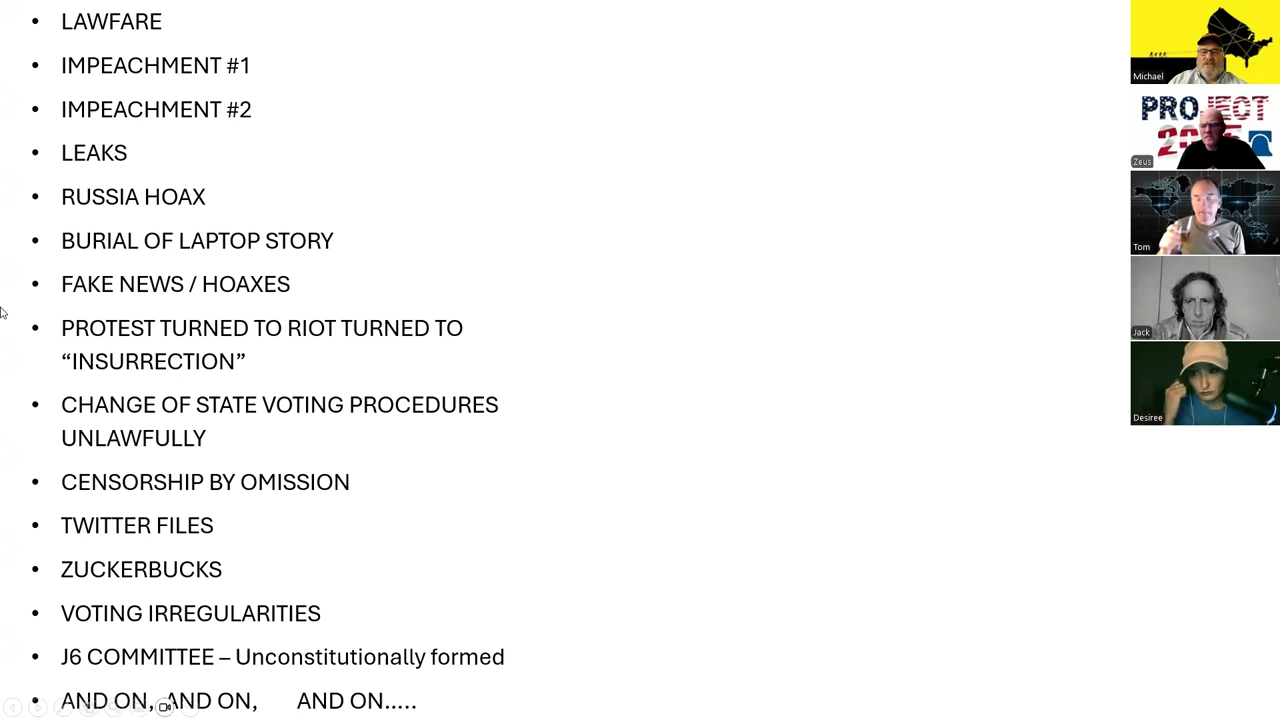 • LAWFARE
• IMPEACHMENT #1
• IMPEACHMENT #2
• LEAKS
• RUSSIA HOAX
• BURIAL OF LAPTOP STORY
• FAKE NEWS / HOAXES
• PROTEST TURNED TO RIOT TURNED TO
“INSURRECTION”
• CHANGE OF STATE VOTING PROCEDURES
UNLAWFULLY
• CENSORSHIP BY OMISSION
• TWITTER FILES
• ZUCKERBUCKS
• VOTING IRREGULARITIES
• J6 COMMITTEE – Unconstitutionally formed
• AND ON, AND ON, AND ON.....
Michael
PROJECT
Zeus
Tom
Jack
Desiree